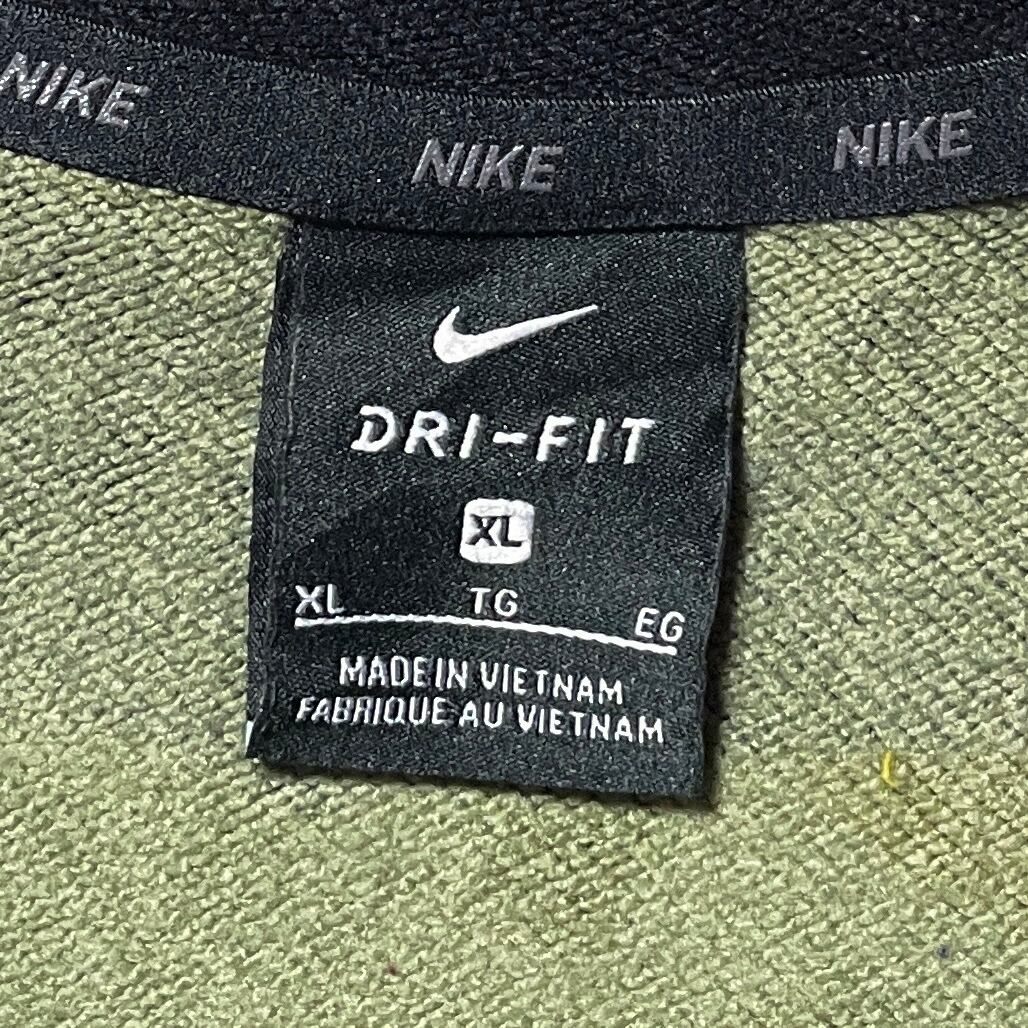 NIKE NIKE NIKE
DRI-FIT
XL
XL TG EG
MADE IN VIETNAM
FABRIQUE AU VIETNAM